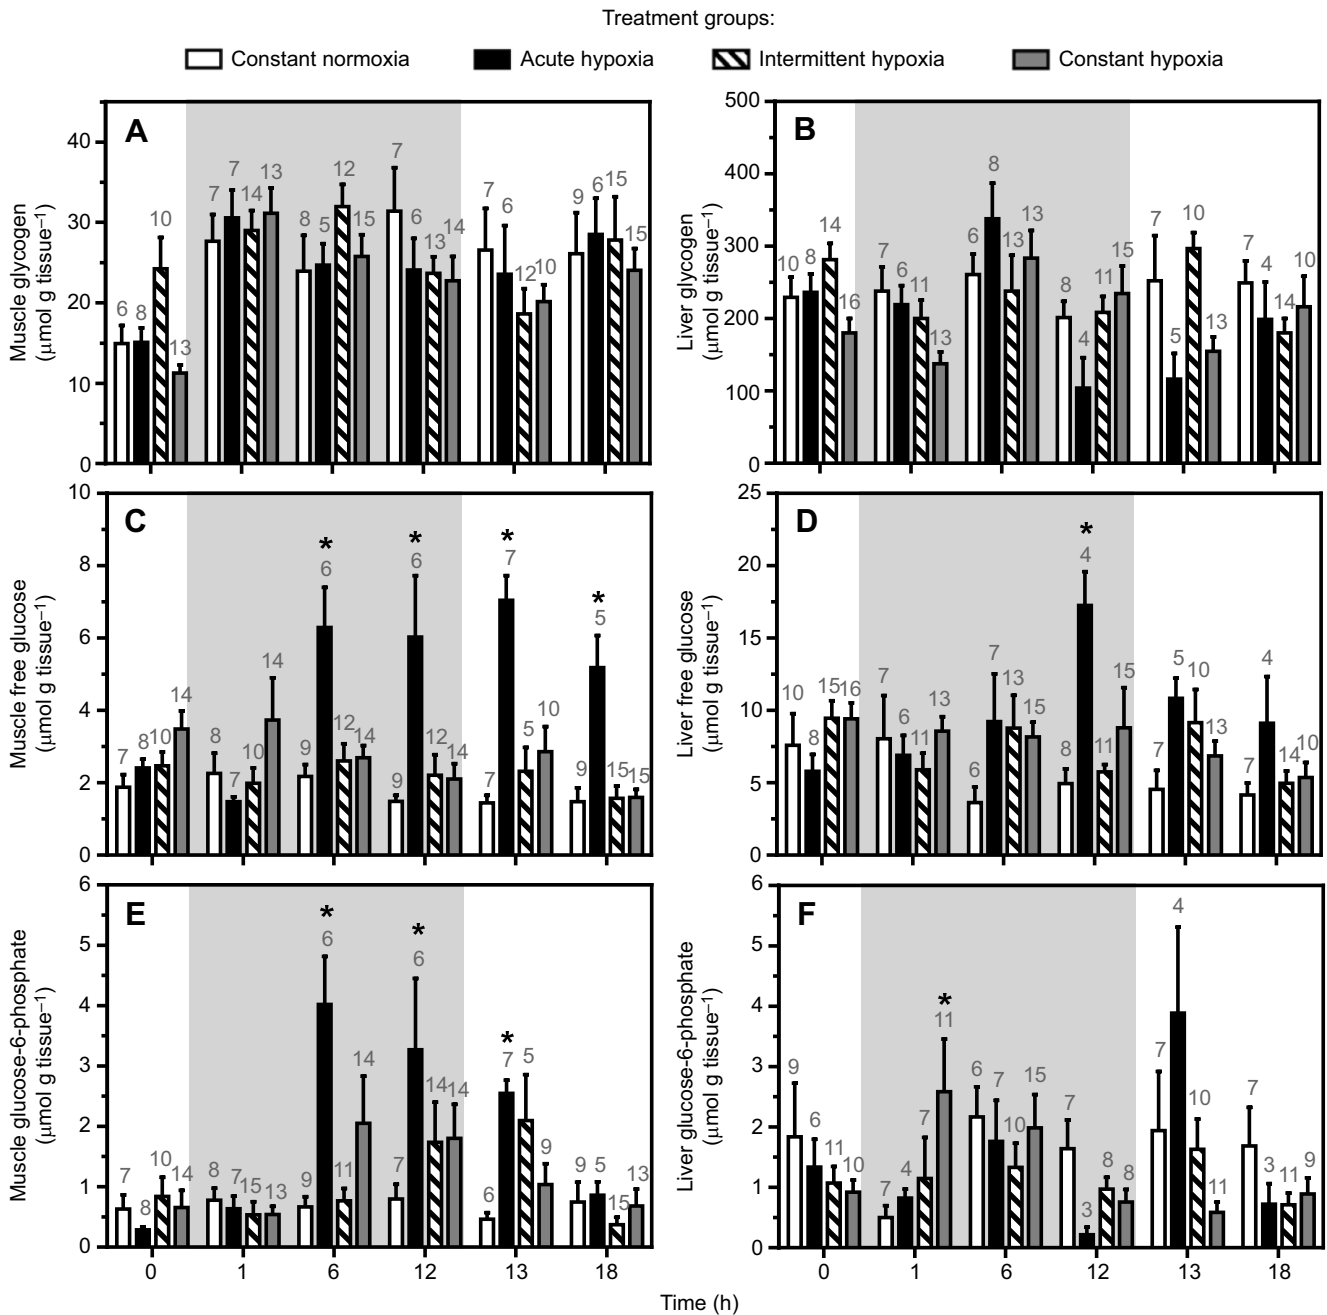 Treatment groups:
Constant normoxia Acute hypoxia Intermittent hypoxia Constant hypoxia
A
Muscle glycogen
(μmol g tissue⁻¹)
40
30
20
10
0
6 8 10 13
7 7 14 13
8 5 12 15
7 6 13 14
7 6 12 10
9 6 15 15
B
Liver glycogen
(μmol g tissue⁻¹)
500
400
300
200
100
0
10 8 14 16
7 6 11 13
6 8 13 13
8 4 11 15
7 5 10 13
7 4 14 10
C
Muscle free glucose
(μmol g tissue⁻¹)
10
8
6
4
2
0
7 8 10 14
8 7 10 14
9 * 6 12 14
9 * 6 12 14
7 * 7 5 10
9 * 5 15 15
D
Liver free glucose
(μmol g tissue⁻¹)
25
20
15
10
5
0
10 8 15 16
7 6 11 13
6 7 13 15
8 * 4 11 15
7 5 10 13
7 4 14 10
E
Muscle glucose-6-phosphate
(μmol g tissue⁻¹)
6
5
4
3
2
1
0
7 8 10 14
8 7 15 13
9 * 6 11 14
7 * 6 14 14
6 * 7 5 9
9 5 15 13
0 1 6 12 13 18
F
Liver glucose-6-phosphate
(μmol g tissue⁻¹)
6
5
4
3
2
1
0
9 6 11 10
7 4 7 * 11
6 7 10 15
7 3 8 8
7 4 10 11
7 3 11 9
0 1 6 12 13 18
Time (h)